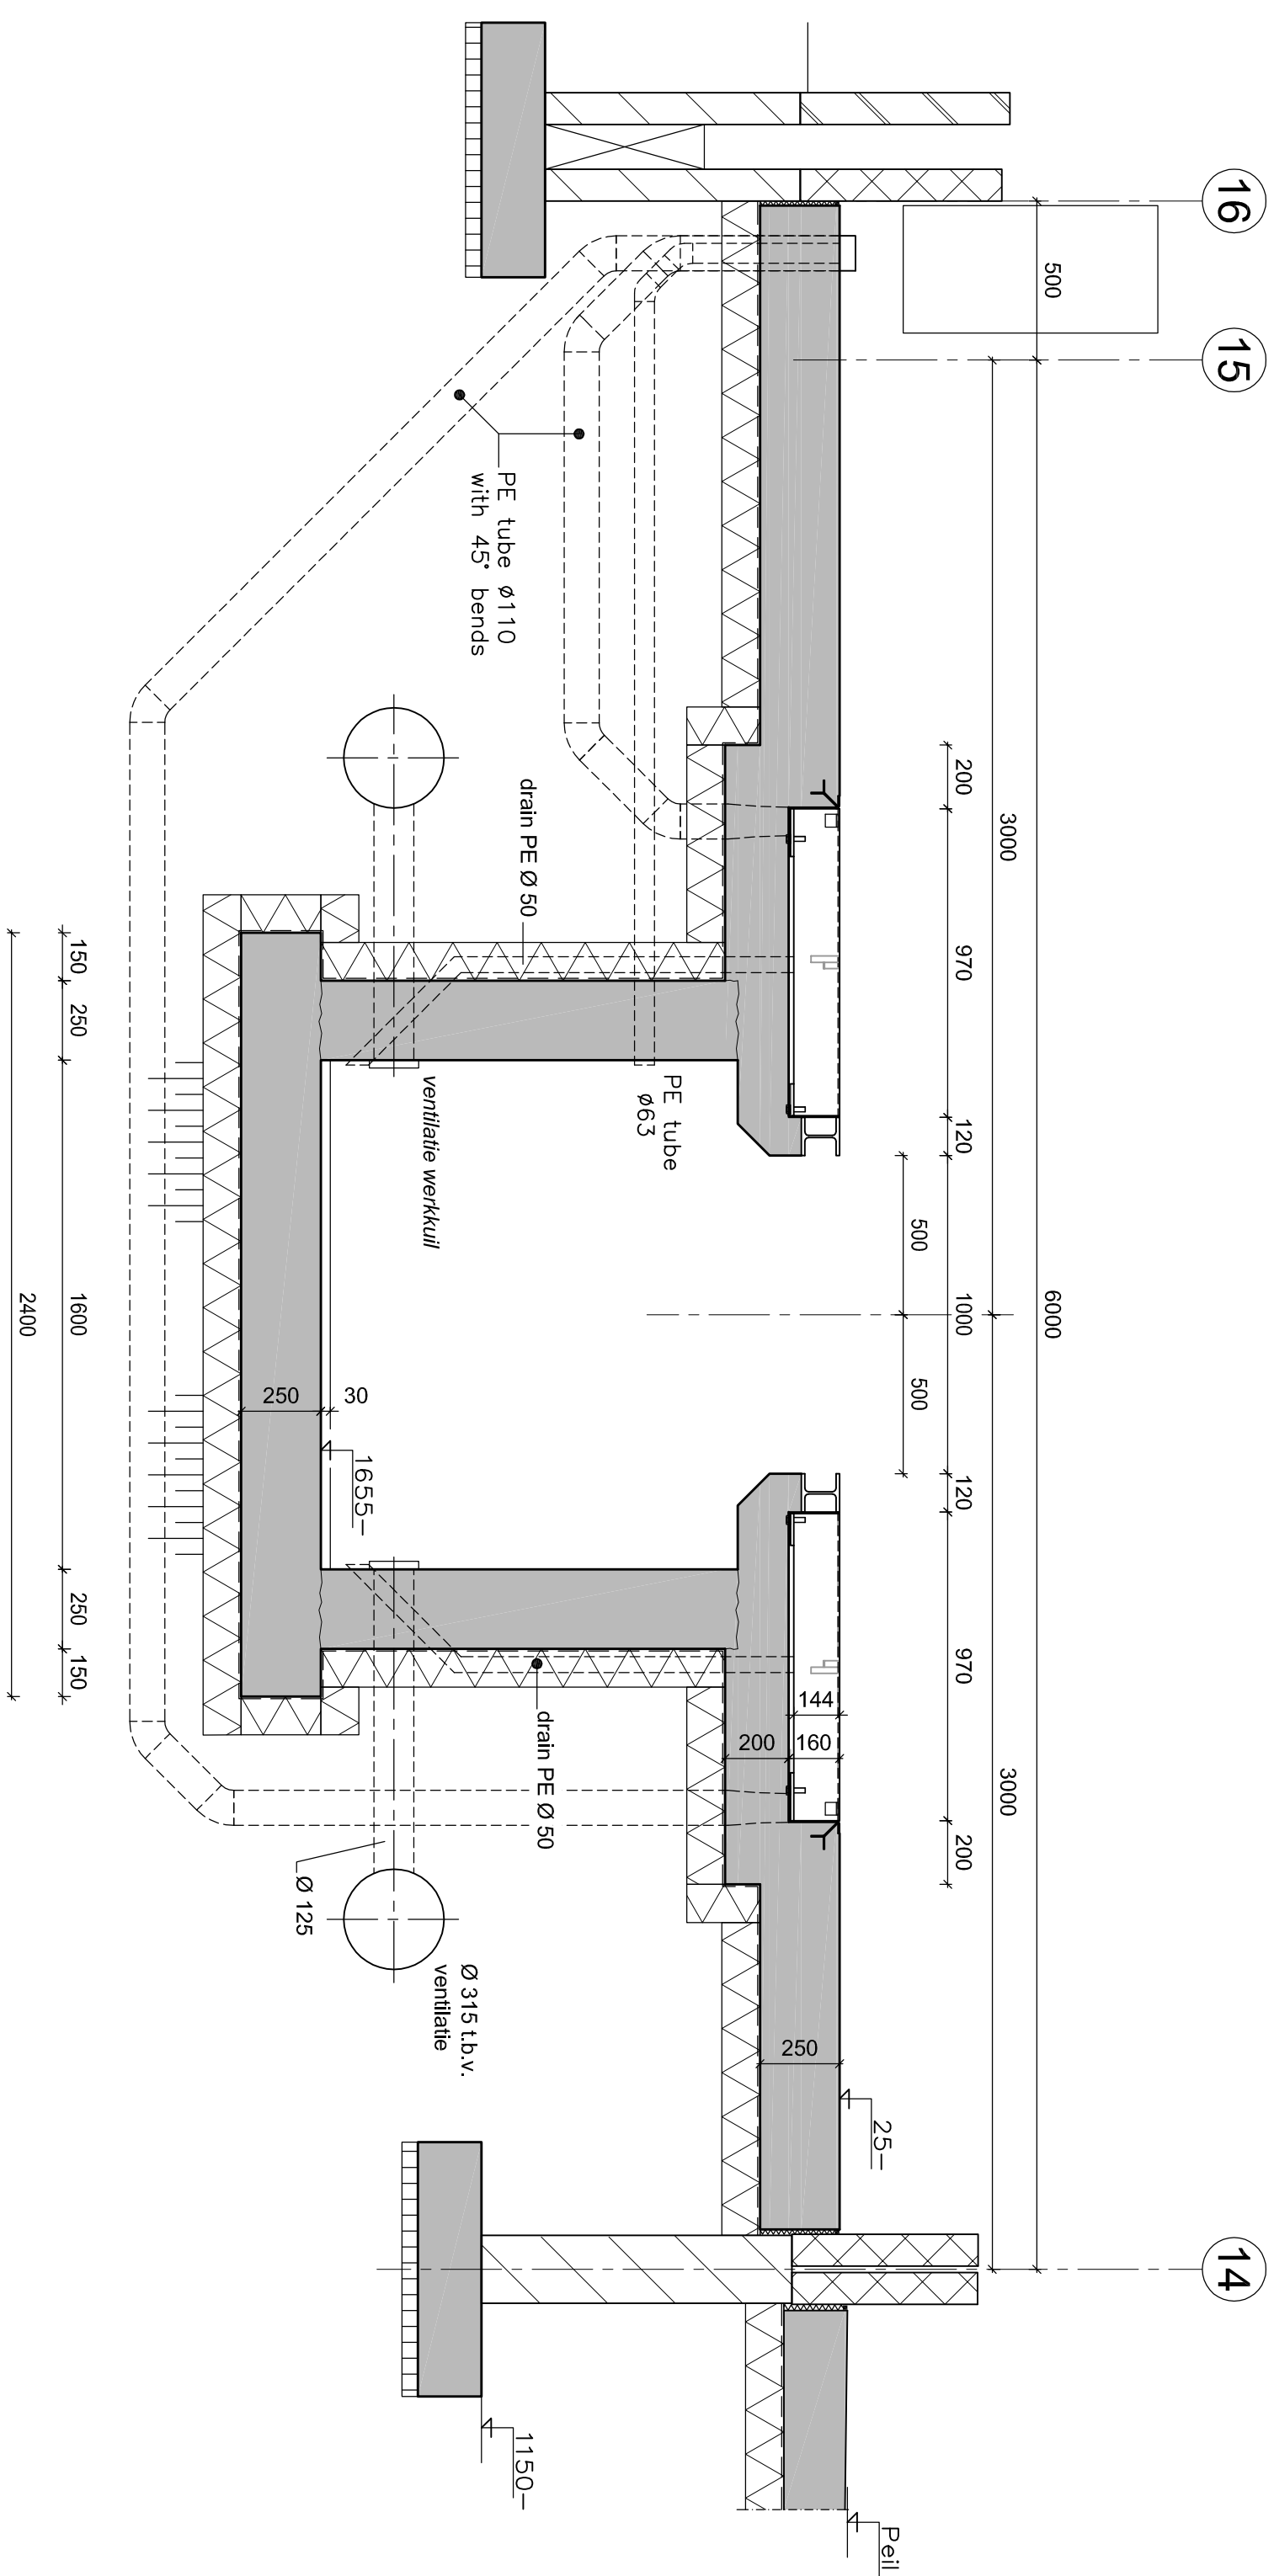 16
15
14
500
6000
3000
3000
200
970
120
1000
120
970
200
500
500
144
160
200
250
25-
Peil
PE tube ø110
with 45° bends
drain PE Ø 50
PE tube
ø63
ventilatie werkkuil
drain PE Ø 50
Ø 125
Ø 315 t.b.v.
ventilatie
1655-
30
250
1150-
150
250
1600
250
150
2400